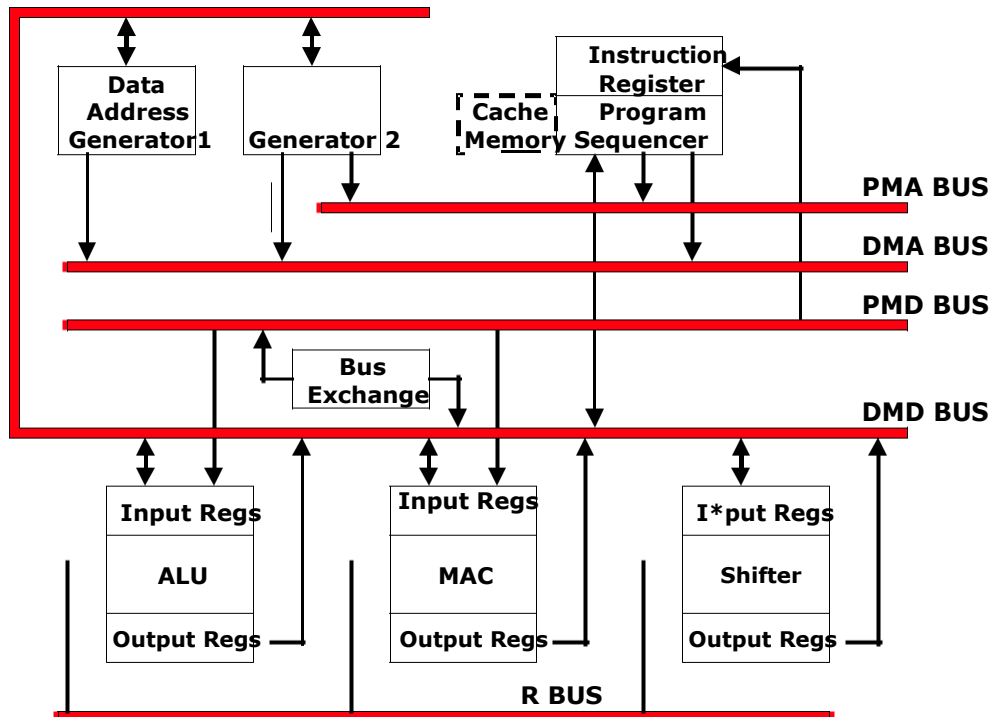 Data
Address
Generator1
Generator 2
Instruction
Register
Cache
Memory
Program
Sequencer
PMA BUS
DMA BUS
PMD BUS
Bus
Exchange
DMD BUS
Input Regs
ALU
Output Regs
Input Regs
MAC
Output Regs
I*put Regs
Shifter
Output Regs
R BUS